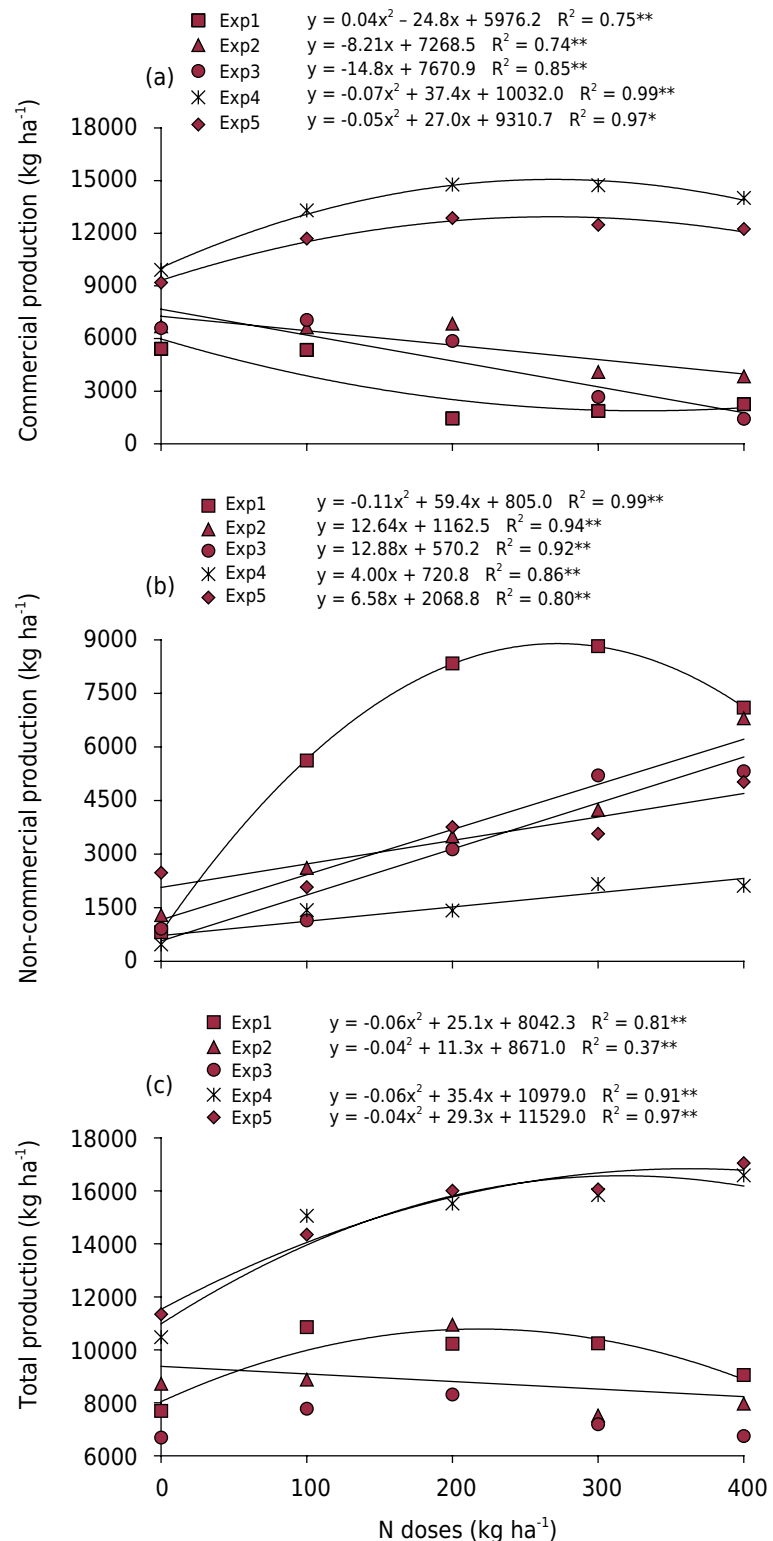 Exp1 y = 0.04x² – 24.8x + 5976.2 R² = 0.75**
Exp2 y = -8.21x + 7268.5 R² = 0.74**
Exp3 y = -14.8x + 7670.9 R² = 0.85**
(a)
Exp4 y = -0.07x² + 37.4x + 10032.0 R² = 0.99**
Exp5 y = -0.05x² + 27.0x + 9310.7 R² = 0.97*
Commercial production (kg ha⁻¹)
18000
15000
12000
9000
6000
3000
0
Exp1 y = -0.11x² + 59.4x + 805.0 R² = 0.99**
Exp2 y = 12.64x + 1162.5 R² = 0.94**
Exp3 y = 12.88x + 570.2 R² = 0.92**
(b)
Exp4 y = 4.00x + 720.8 R² = 0.86**
Exp5 y = 6.58x + 2068.8 R² = 0.80**
Non-commercial production (kg ha⁻¹)
9000
7500
6000
4500
3000
1500
0
Exp1 y = -0.06x² + 25.1x + 8042.3 R² = 0.81**
Exp2 y = -0.04² + 11.3x + 8671.0 R² = 0.37**
Exp3
(c)
Exp4 y = -0.06x² + 35.4x + 10979.0 R² = 0.91**
Exp5 y = -0.04x² + 29.3x + 11529.0 R² = 0.97**
Total production (kg ha⁻¹)
18000
16000
14000
12000
10000
8000
6000
0 100 200 300 400
N doses (kg ha⁻¹)